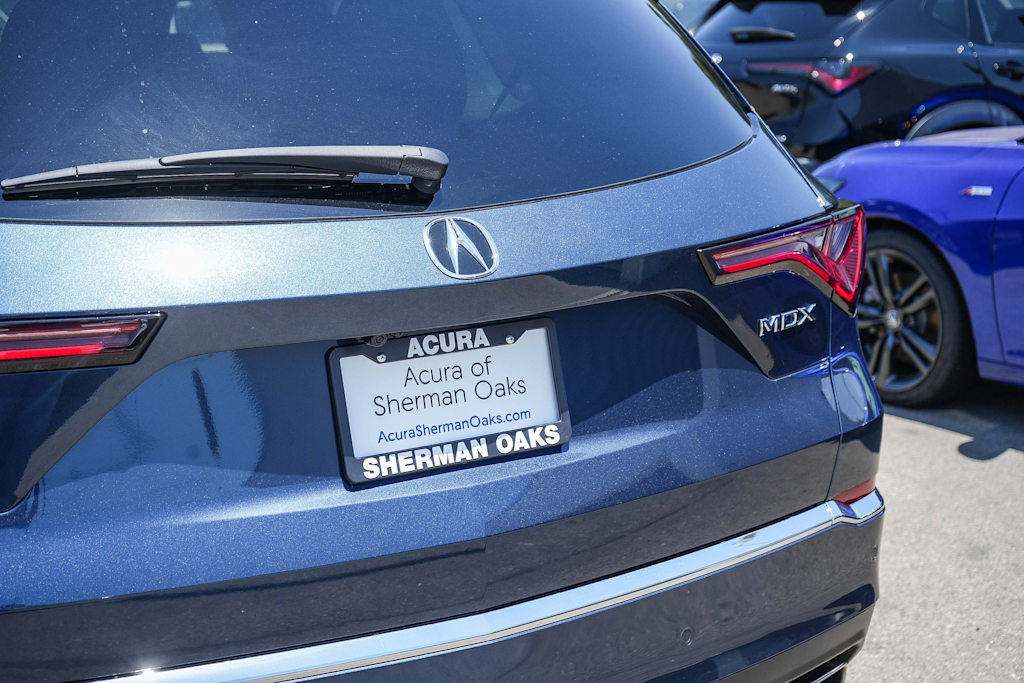 ACURA
Acura of
Sherman Oaks
AcuraShermanOaks.com
SHERMAN OAKS
MDX